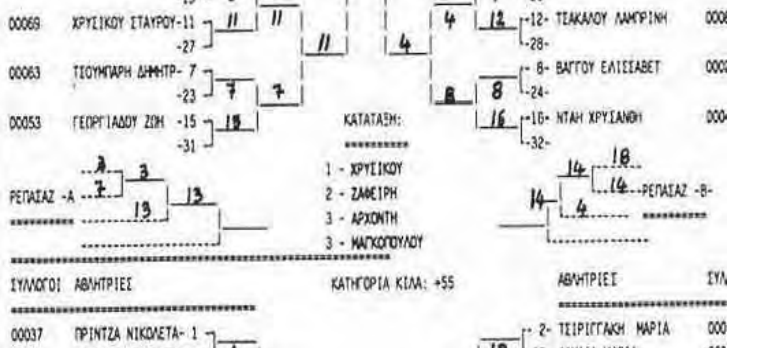 00069 ΧΡΥΣΙΚΟΥ ΣΤΑΥΡΟΥ-11 11 11 4 12 -12- ΤΣΑΚΑΛΟΥ ΛΑΜΠΡΙΝΗ
-27 11 4 -28-
00063 ΤΣΟΥΜΠΑΡΗ ΔΗΜΗΤΡ- 7 - 8- ΒΑΓΓΟΥ ΕΛΙΣΣΑΒΕΤ
-23 7 7 8 8 -24-
00053 ΓΕΩΡΓΙΑΔΟΥ ΖΩΗ -15 15 ΚΑΤΑΤΑΞΗ: 16 -16- ΝΤΑΗ ΧΡΥΣΑΝΘΗ
-31 -32-
3 3 1 - ΧΡΥΣΙΚΟΥ 14 18
ΡΕΠΑΣΑΖ -Α 7 13 2 - ΖΑΦΕΙΡΗ 14 14 -ΡΕΠΑΣΑΖ -Β-
13 3 - ΑΡΧΟΝΤΗ 4
3 - ΜΑΓΚΟΠΟΥΛΟΥ
ΣΥΛΛΟΓΟΙ ΑΘΛΗΤΡΙΕΣ ΚΑΤΗΓΟΡΙΑ ΚΙΛΑ: +55 ΑΘΛΗΤΡΙΕΣ
00037 ΠΡΙΝΤΖΑ ΝΙΚΟΛΕΤΑ- 1 - 2- ΤΣΙΡΙΓΓΑΚΗ ΜΑΡΙΑ